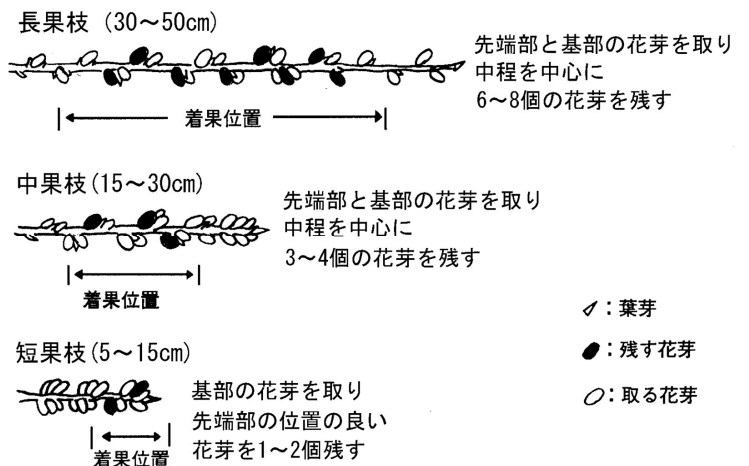 長果枝 (30～50cm)
先端部と基部の花芽を取り
中程を中心に
6～8個の花芽を残す
着果位置
中果枝(15～30cm)
先端部と基部の花芽を取り
中程を中心に
3～4個の花芽を残す
着果位置
短果枝(5～15cm)
基部の花芽を取り
先端部の位置の良い
花芽を1～2個残す
着果位置
：葉芽
：残す花芽
：取る花芽